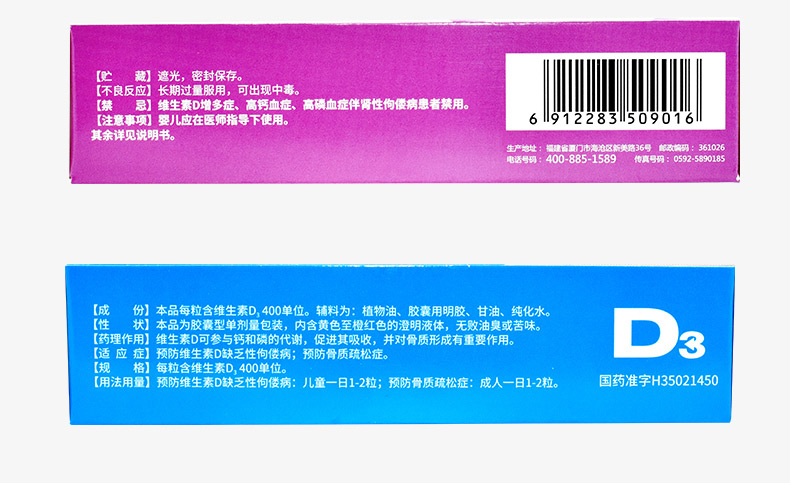 【贮　　藏】遮光，密封保存。
【不良反应】长期过量服用，可出现中毒。
【禁　　忌】维生素D增多症、高钙血症、高磷血症伴肾性佝偻病患者禁用。
【注意事项】婴儿应在医师指导下使用。
其余详见说明书。
6 912283 509016
生产地址：福建省厦门市海沧区新美路36号 邮政编码：361026
电话号码：400-885-1589 传真号码：0592-5890185
【成　　份】本品每粒含维生素D₃ 400单位。辅料为：植物油、胶囊用明胶、甘油、纯化水。
【性　　状】本品为胶囊型单剂量包装，内含黄色至橙红色的澄明液体，无败油臭或苦味。
【药理作用】维生素D可参与钙和磷的代谢，促进其吸收，并对骨质形成有重要作用。
【适 应 症】预防维生素D缺乏性佝偻病；预防骨质疏松症。
【规　　格】每粒含维生素D₃ 400单位。
【用法用量】预防维生素D缺乏性佝偻病：儿童一日1-2粒；预防骨质疏松症：成人一日1-2粒。
D3
国药准字H35021450